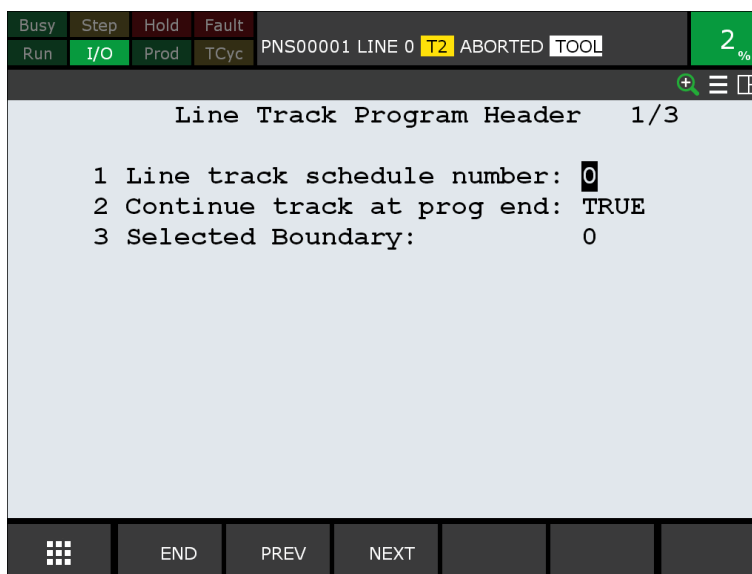 Busy Step Hold Fault
Run I/O Prod TCyc
PNS00001 LINE 0 T2 ABORTED TOOL
2%
Line Track Program Header 1/3
1 Line track schedule number: 0
2 Continue track at prog end: TRUE
3 Selected Boundary: 0
END PREV NEXT